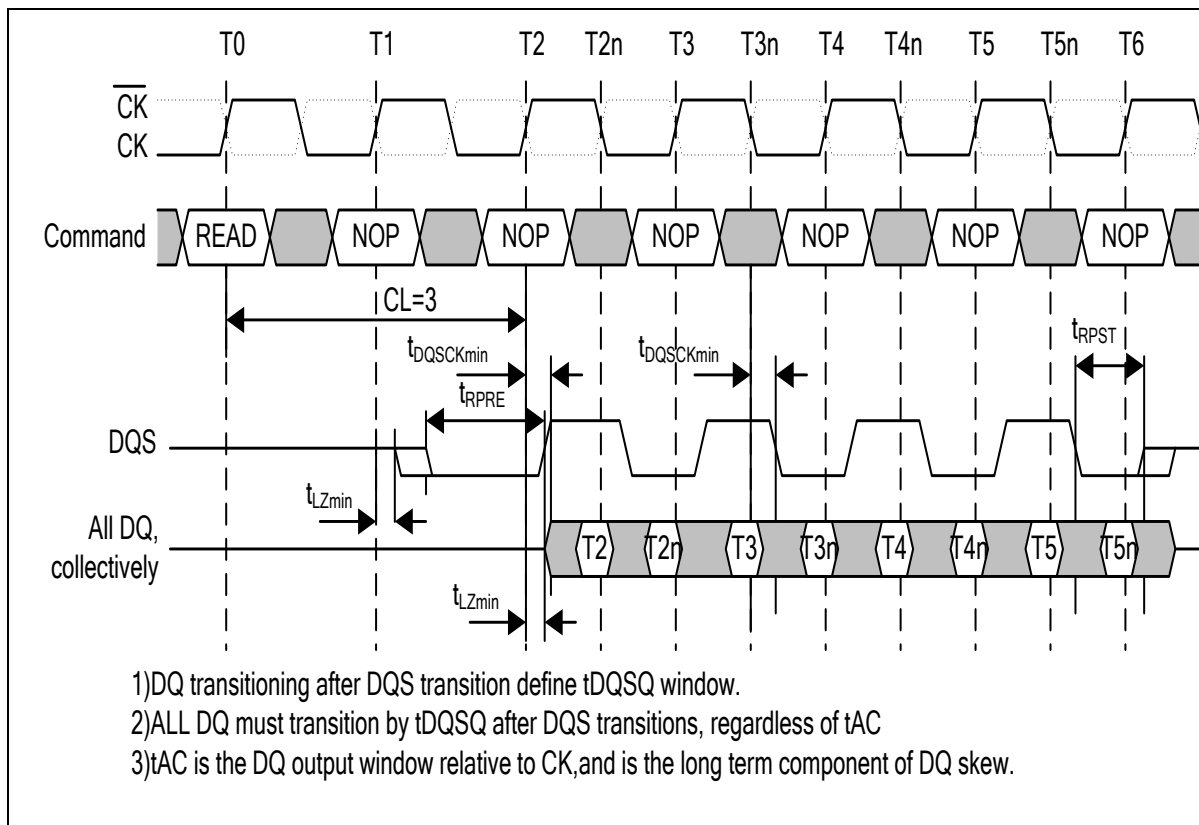 T0 T1 T2 T2n T3 T3n T4 T4n T5 T5n T6
CK
CK
Command READ NOP NOP NOP NOP NOP NOP
CL=3
tDQSCKmin tDQSCKmin tRPST
tRPRE
DQS
tLZmin
All DQ,
collectively
T2 T2n T3 T3n T4 T4n T5 T5n
tLZmin
1)DQ transitioning after DQS transition define tDQSQ window.
2)ALL DQ must transition by tDQSQ after DQS transitions, regardless of tAC
3)tAC is the DQ output window relative to CK,and is the long term component of DQ skew.